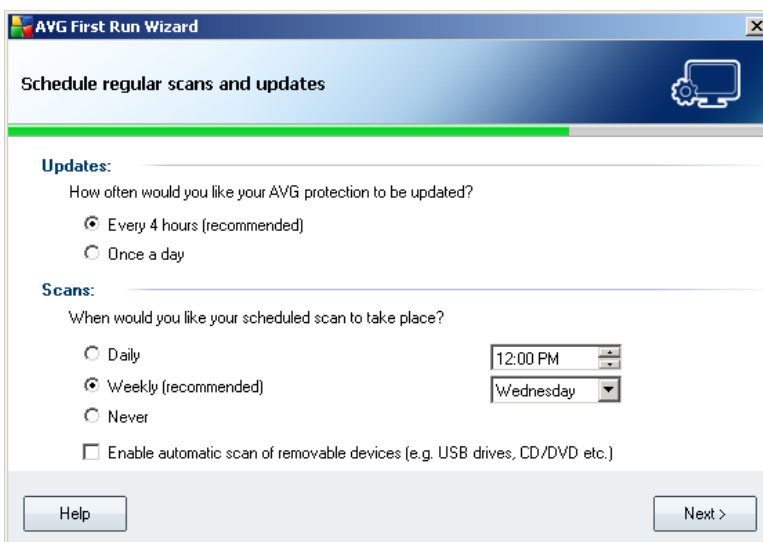 AVG First Run Wizard
Schedule regular scans and updates
Updates:
How often would you like your AVG protection to be updated?
Every 4 hours (recommended)
Once a day
Scans:
When would you like your scheduled scan to take place?
Daily 12:00 PM
Weekly (recommended) Wednesday
Never
Enable automatic scan of removable devices (e.g. USB drives, CD/DVD etc.)
Help Next >